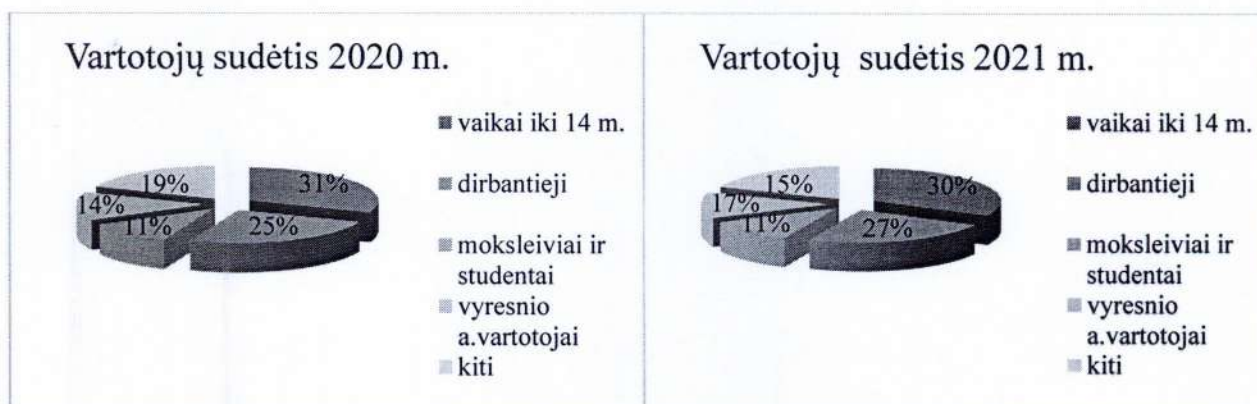 Vartotojų sudėtis 2020 m.
vaikai iki 14 m.
dirbantieji
moksleiviai ir
studentai
vyresnio
a.vartotojai
kiti
31%
25%
11%
14%
19%
Vartotojų sudėtis 2021 m.
vaikai iki 14 m.
dirbantieji
moksleiviai ir
studentai
vyresnio
a.vartotojai
kiti
30%
27%
11%
17%
15%